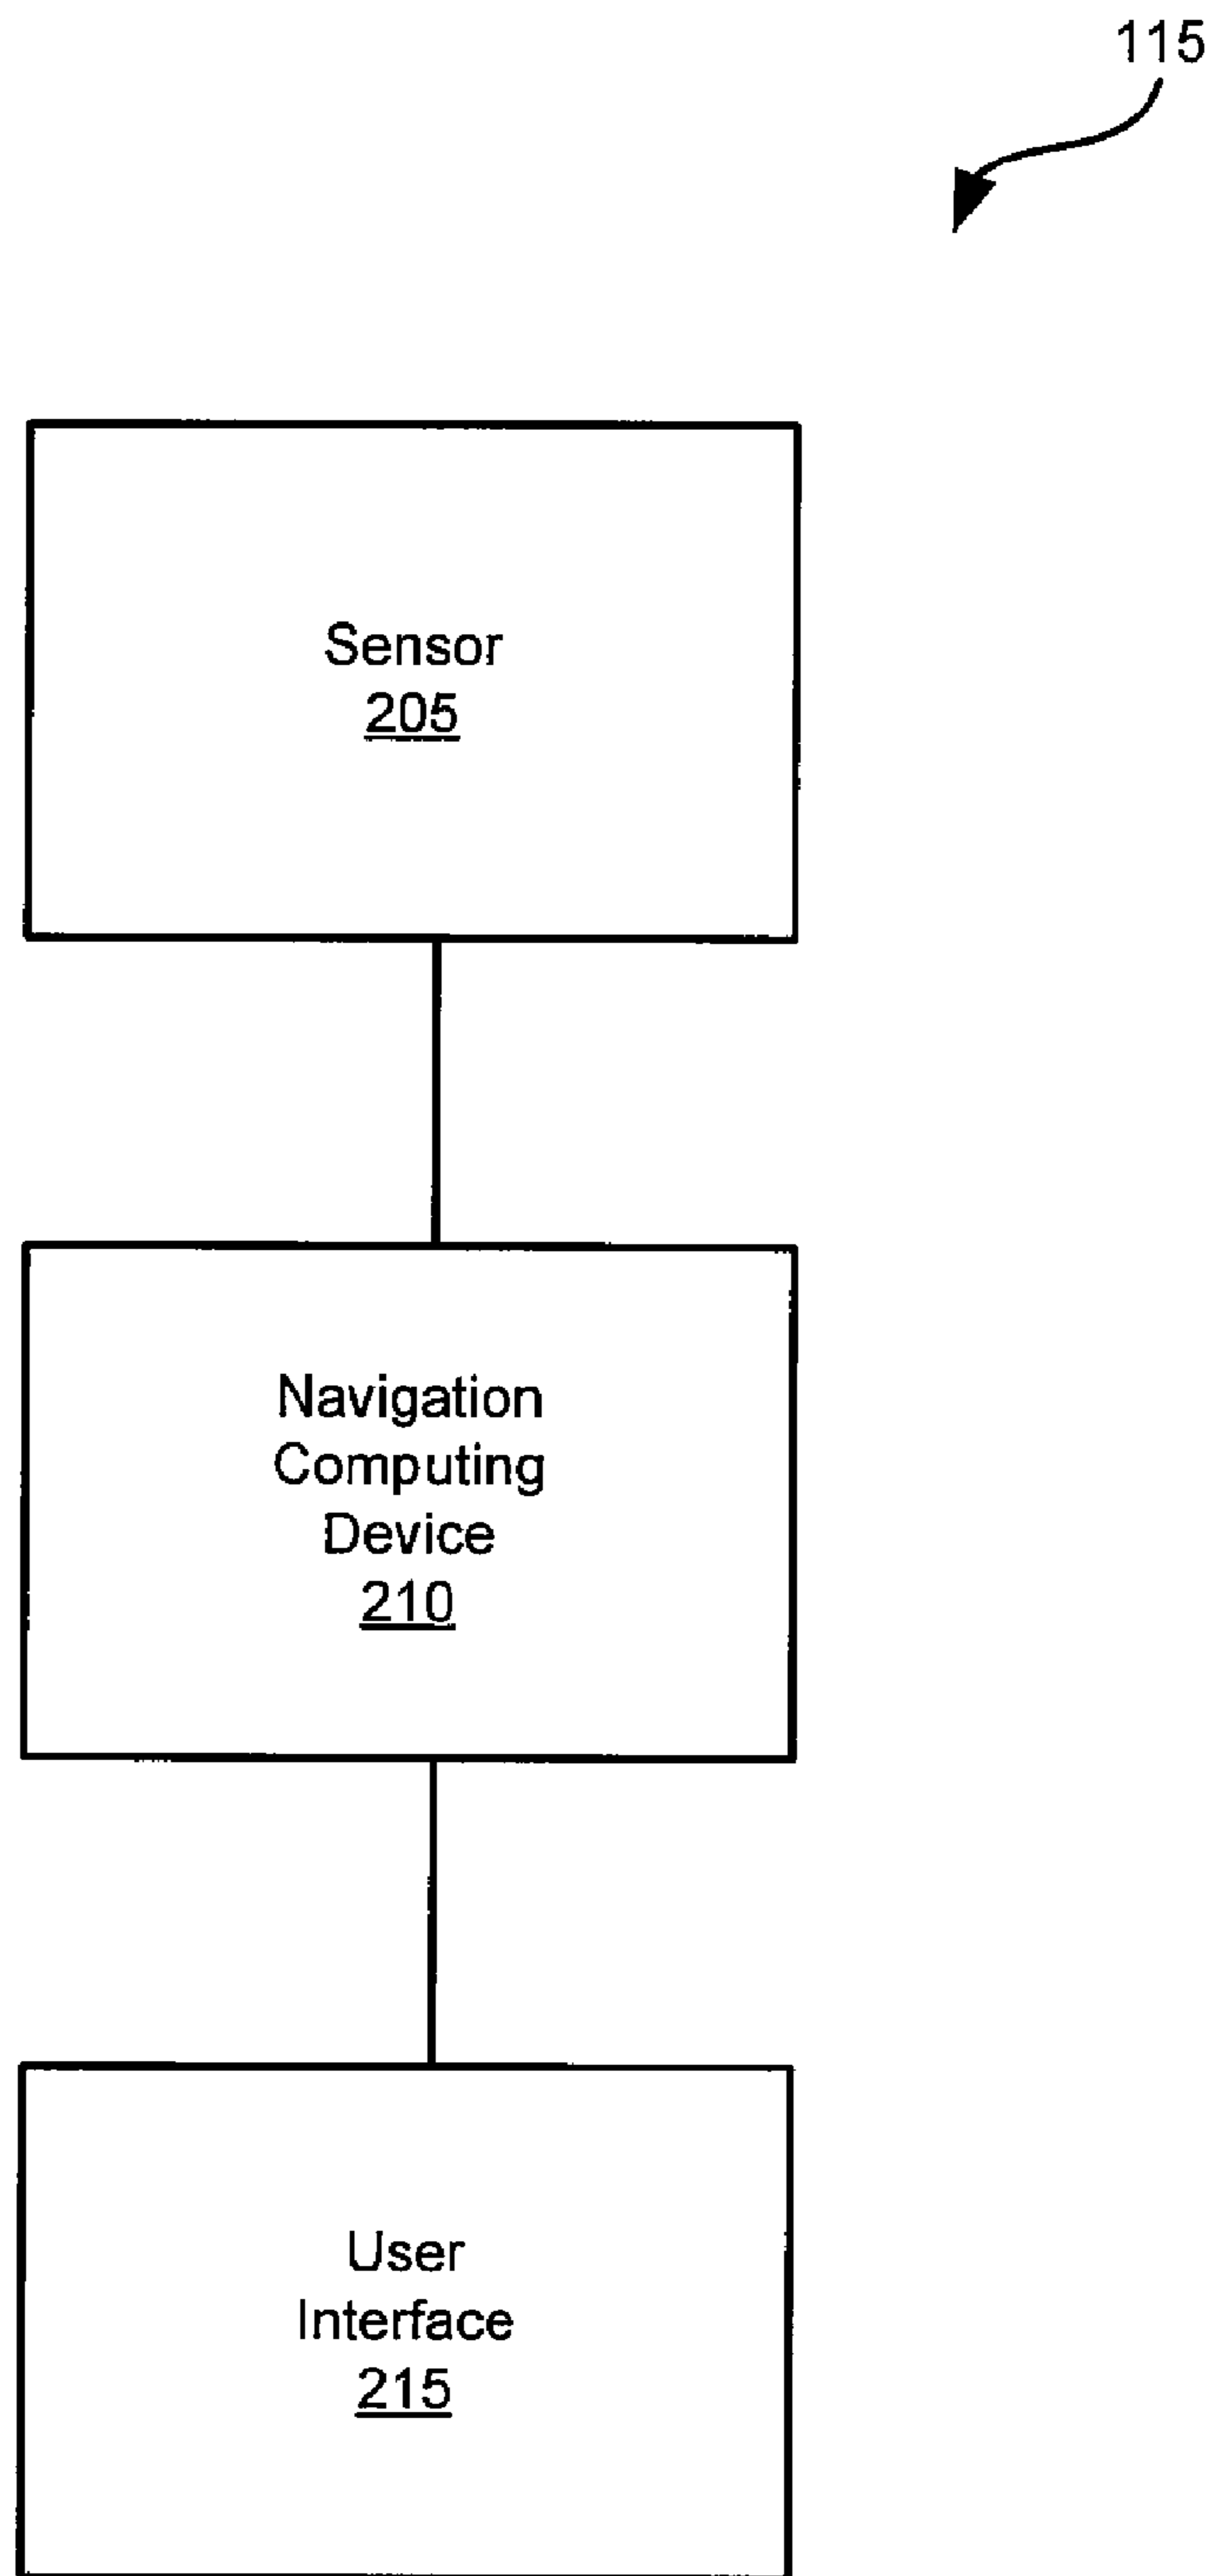 115
Sensor
205
Navigation
Computing
Device
210
User
Interface
215